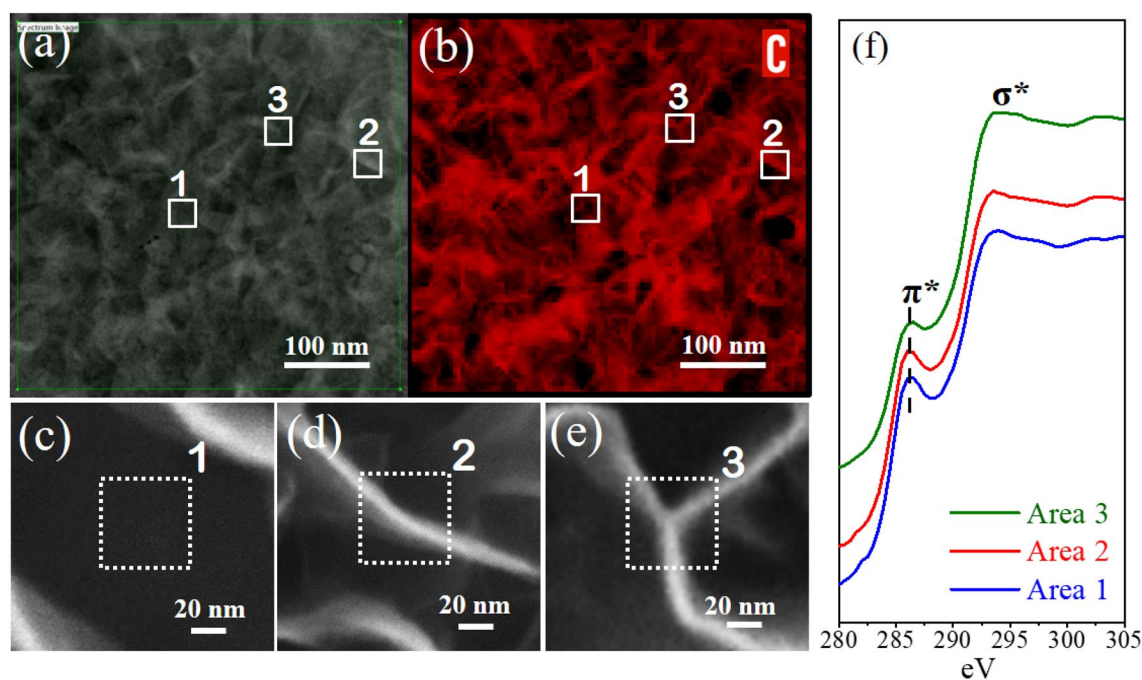 Spectrum Image
(a)
3
2
1
100 nm
(b)
C
3
2
1
100 nm
(c)
1
20 nm
(d)
2
20 nm
(e)
3
20 nm
(f)
σ*
π*
Area 3
Area 2
Area 1
280 285 290 295 300 305
eV